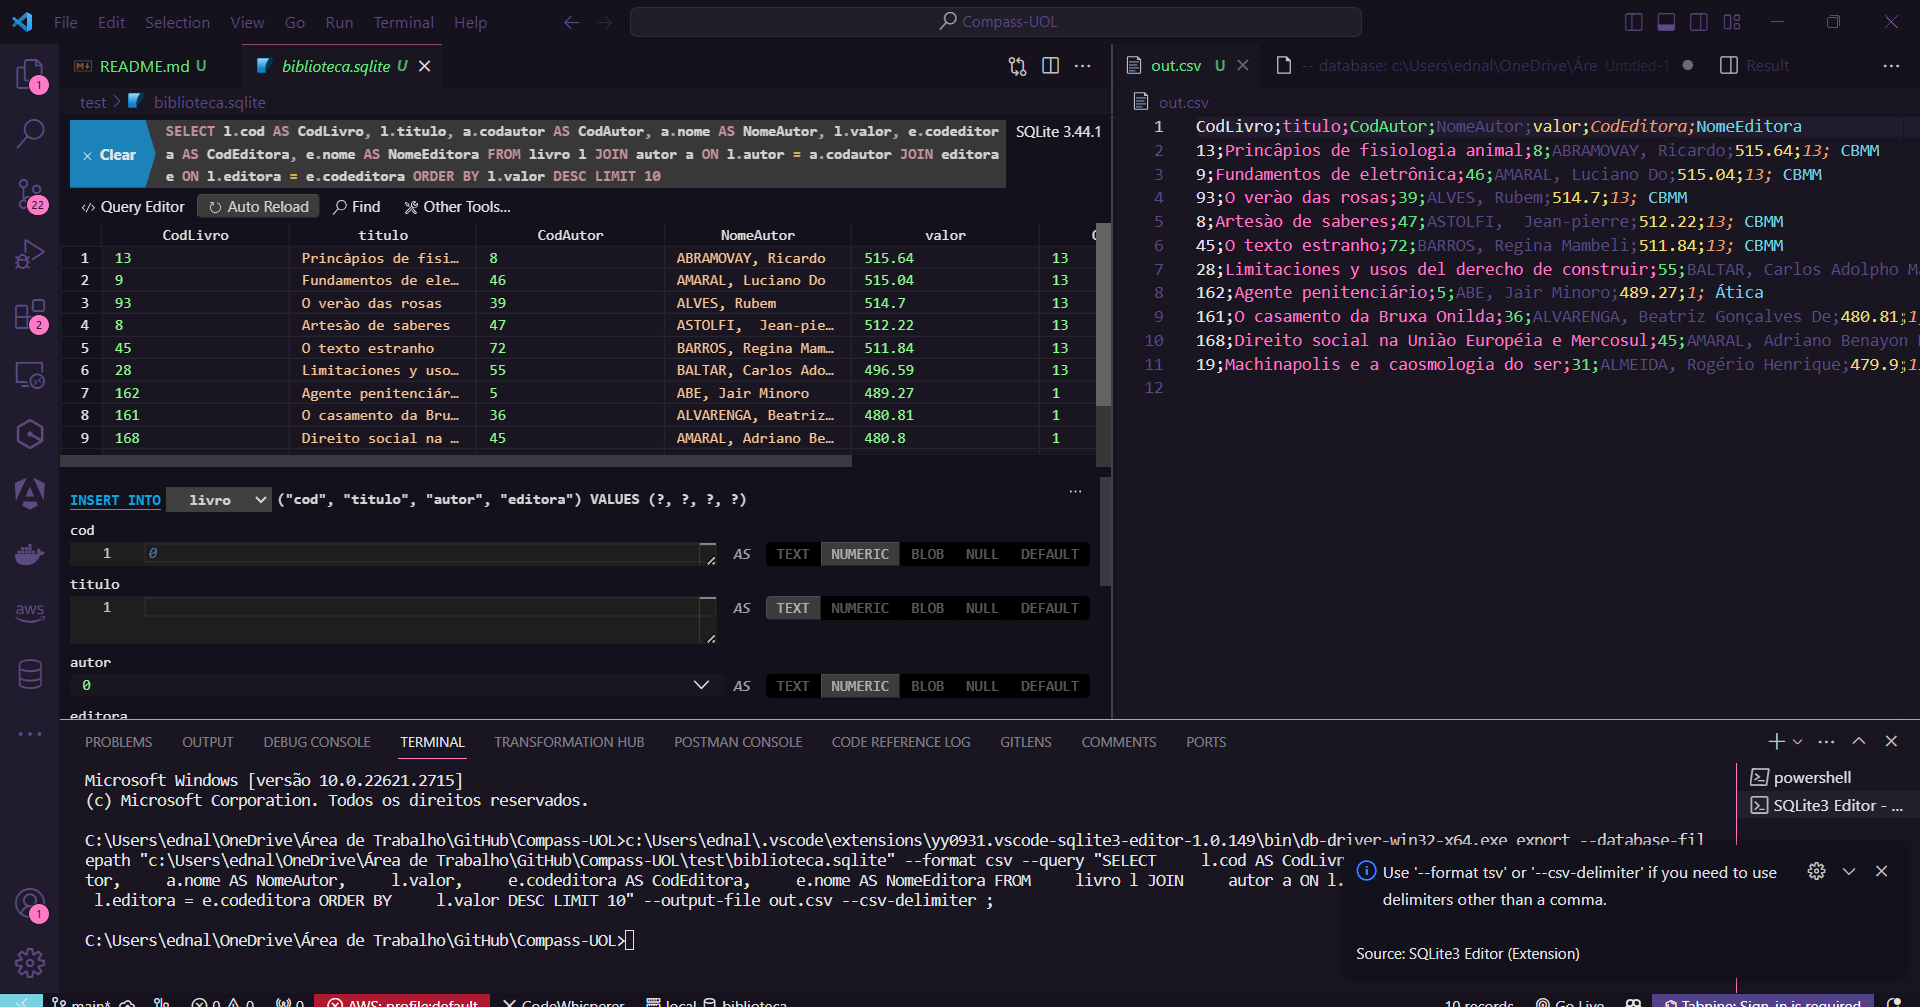 File Edit Selection View Go Run Terminal Help
Compass-UOL
README.md U
biblioteca.sqlite U
test > biblioteca.sqlite
× Clear
SELECT l.cod AS CodLivro, l.titulo, a.codautor AS CodAutor, a.nome AS NomeAutor, l.valor, e.codeditor
a AS CodEditora, e.nome AS NomeEditora FROM livro l JOIN autor a ON l.autor = a.codautor JOIN editora
e ON l.editora = e.codeditora ORDER BY l.valor DESC LIMIT 10
SQLite 3.44.1
Query Editor Auto Reload Find Other Tools...
CodLivro titulo CodAutor NomeAutor valor
1 13 Princâpios de fisi… 8 ABRAMOVAY, Ricardo 515.64 13
2 9 Fundamentos de ele… 46 AMARAL, Luciano Do 515.04 13
3 93 O veràο das rosas 39 ALVES, Rubem 514.7 13
4 8 Artesào de saberes 47 ASTOLFI,  Jean-pie… 512.22 13
5 45 O texto estranho 72 BARROS, Regina Mam… 511.84 13
6 28 Limitaciones y uso… 55 BALTAR, Carlos Ado… 496.59 13
7 162 Agente penitenciár… 5 ABE, Jair Minoro 489.27 1
8 161 O casamento da Bru… 36 ALVARENGA, Beatriz… 480.81 1
9 168 Direito social na … 45 AMARAL, Adriano Be… 480.8 1
INSERT INTO livro ("cod", "titulo", "autor", "editora") VALUES (?, ?, ?, ?)
cod
1 0 AS TEXT NUMERIC BLOB NULL DEFAULT
titulo
1 AS TEXT NUMERIC BLOB NULL DEFAULT
autor
0 AS TEXT NUMERIC BLOB NULL DEFAULT
editora
out.csv U
-- database: c:\Users\ednal\OneDrive\Áre Untitled-1
Result
out.csv
1 CodLivro;titulo;CodAutor;NomeAutor;valor;CodEditora;NomeEditora
2 13;Princâpios de fisiologia animal;8;ABRAMOVAY, Ricardo;515.64;13; CBMM
3 9;Fundamentos de eletrônica;46;AMARAL, Luciano Do;515.04;13; CBMM
4 93;O verào das rosas;39;ALVES, Rubem;514.7;13; CBMM
5 8;Artesào de saberes;47;ASTOLFI,  Jean-pierre;512.22;13; CBMM
6 45;O texto estranho;72;BARROS, Regina Mambeli;511.84;13; CBMM
7 28;Limitaciones y usos del derecho de construir;55;BALTAR, Carlos Adolpho M
8 162;Agente penitenciário;5;ABE, Jair Minoro;489.27;1; Ática
9 161;O casamento da Bruxa Onilda;36;ALVARENGA, Beatriz Gonçalves De;480.81;1
10 168;Direito social na Uniào Européia e Mercosul;45;AMARAL, Adriano Benayon
11 19;Machinapolis e a caosmologia do ser;31;ALMEIDA, Rogério Henrique;479.9;1
12
PROBLEMS OUTPUT DEBUG CONSOLE TERMINAL TRANSFORMATION HUB POSTMAN CONSOLE CODE REFERENCE LOG GITLENS COMMENTS PORTS
Microsoft Windows [versão 10.0.22621.2715]
(c) Microsoft Corporation. Todos os direitos reservados.
C:\Users\ednal\OneDrive\Área de Trabalho\GitHub\Compass-UOL>c:\Users\ednal\.vscode\extensions\yy0931.vscode-sqlite3-editor-1.0.149\bin\db-driver-win32-x64.exe export --database-fil
epath "c:\Users\ednal\OneDrive\Área de Trabalho\GitHub\Compass-UOL\test\biblioteca.sqlite" --format csv --query "SELECT     l.cod AS CodLivr
tor,     a.nome AS NomeAutor,     l.valor,     e.codeditora AS CodEditora,     e.nome AS NomeEditora FROM     livro l JOIN     autor a ON l.
l.editora = e.codeditora ORDER BY     l.valor DESC LIMIT 10" --output-file out.csv --csv-delimiter ;
C:\Users\ednal\OneDrive\Área de Trabalho\GitHub\Compass-UOL>
powershell
SQLite3 Editor - ...
Use '--format tsv' or '--csv-delimiter' if you need to use
delimiters other than a comma.
Source: SQLite3 Editor (Extension)
1
22
2
aws
1
main* 0 0 0 AWS: profile:default CodeWhisperer local biblioteca 10 records Go Live Tabnine: Sign-in is required